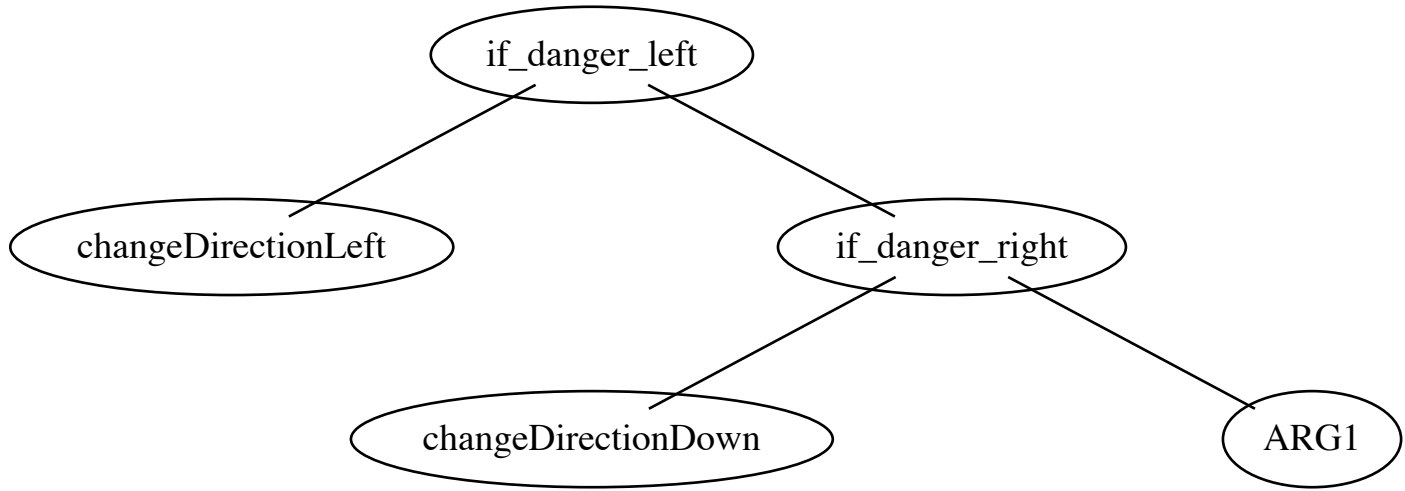 if_danger_left
changeDirectionLeft
if_danger_right
changeDirectionDown
ARG1